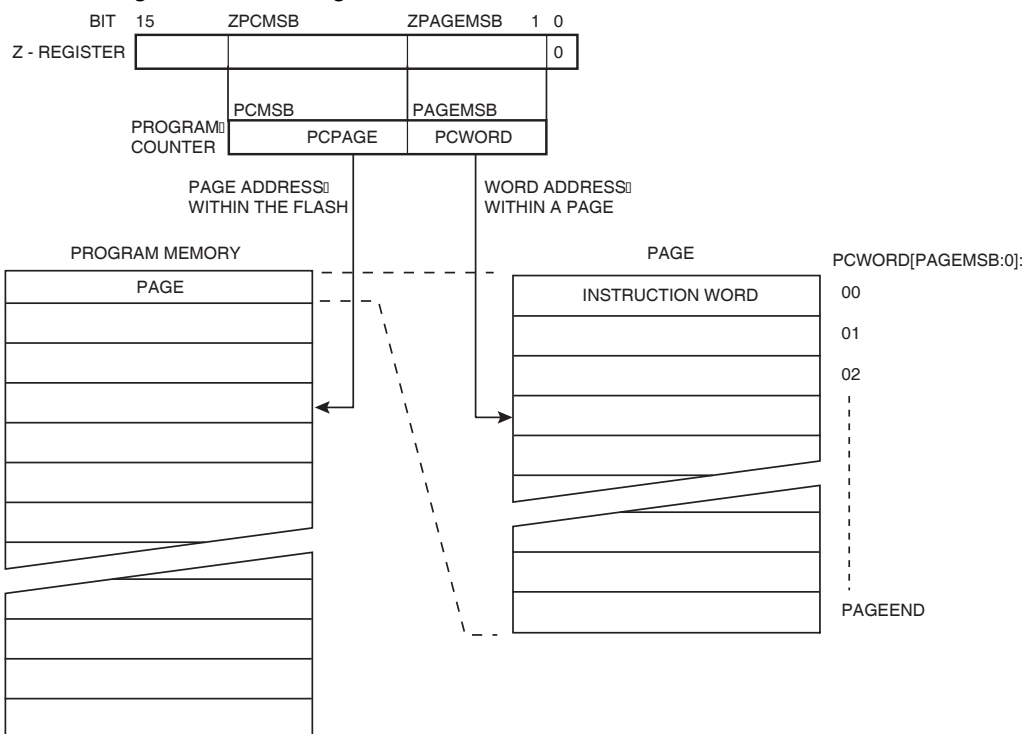 BIT 15 ZPCMSB ZPAGEMSB 1 0
Z - REGISTER 0
PCMSB PAGEMSB
PROGRAM
COUNTER
PCPAGE PCWORD
PAGE ADDRESS
WITHIN THE FLASH
WORD ADDRESS
WITHIN A PAGE
PROGRAM MEMORY
PAGE
PAGE
INSTRUCTION WORD
PCWORD[PAGEMSB:0]:
00
01
02
PAGEEND